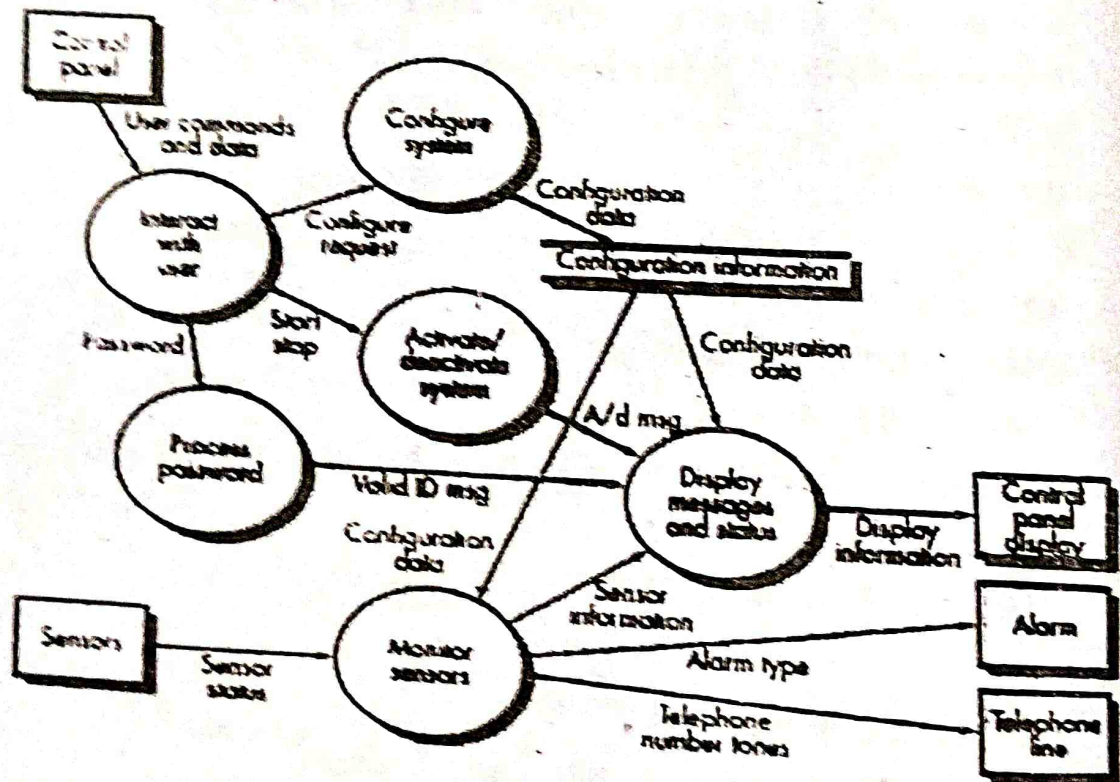 Control
panel
User commands
and data
Configure
system
Interact
with
user
Configure
request
Configuration
data
Configuration information
Password
Start
stop
Activate/
deactivate
system
Configuration
data
A/d msg
Process
password
Valid ID msg
Display
messages
and status
Control
panel
display
Display
information
Configuration
data
Sensor
information
Sensors
Sensor
status
Monitor
sensors
Alarm type
Alarm
Telephone
number tones
Telephone
line